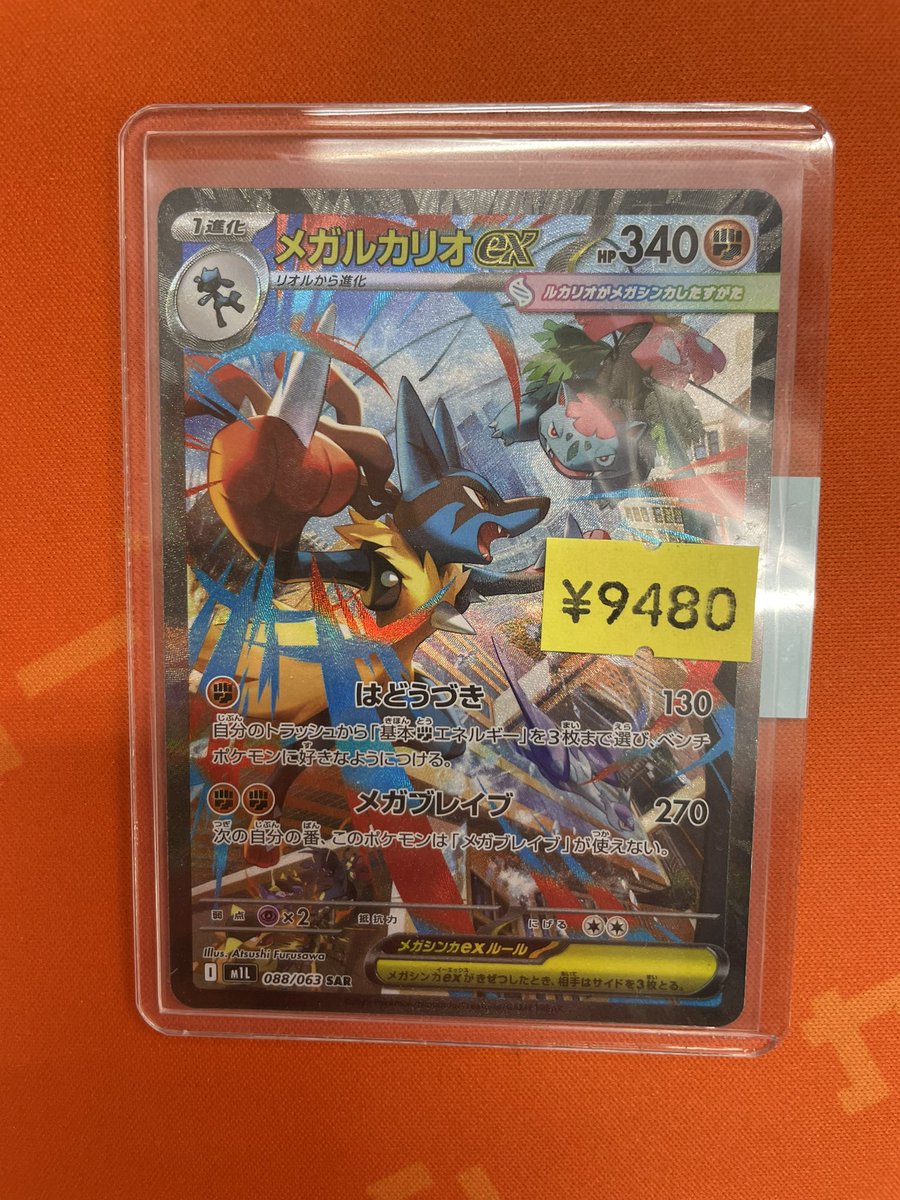 1進化
メガルカリオex
HP340
リオルから進化
ルカリオがメガシンカしたすがた
¥9480
はどうづき 130
自分のトラッシュから「基本エネルギー」を3枚まで選び、ベンチ
ポケモンに好きなようにつける。
メガブレイブ 270
次の自分の番、このポケモンは「メガブレイブ」が使えない。
弱点 ×2 抵抗力 にげる
Illus. Atsushi Furusawa
メガシンカexルール
I M1L 088/063 SAR
メガシンカexがきぜつしたとき、相手はサイドを3枚とる。